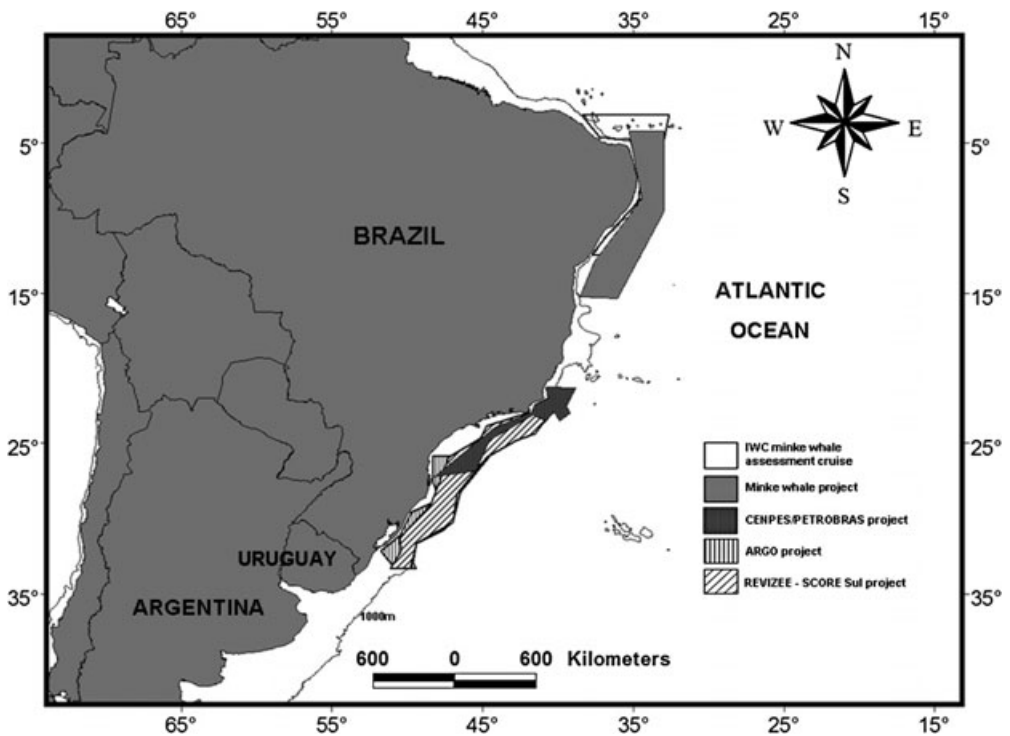 65° 55° 45° 35° 25° 15°
N
W E
S
5° 5°
BRAZIL
ATLANTIC
OCEAN
15° 15°
25° 25°
IWC minke whale
assessment cruise
Minke whale project
CENPES/PETROBRAS project
ARGO project
REVIZEE - SCORE Sul project
URUGUAY
ARGENTINA
35° 35°
1000m
600 0 600 Kilometers
65° 55° 45° 35° 25° 15°